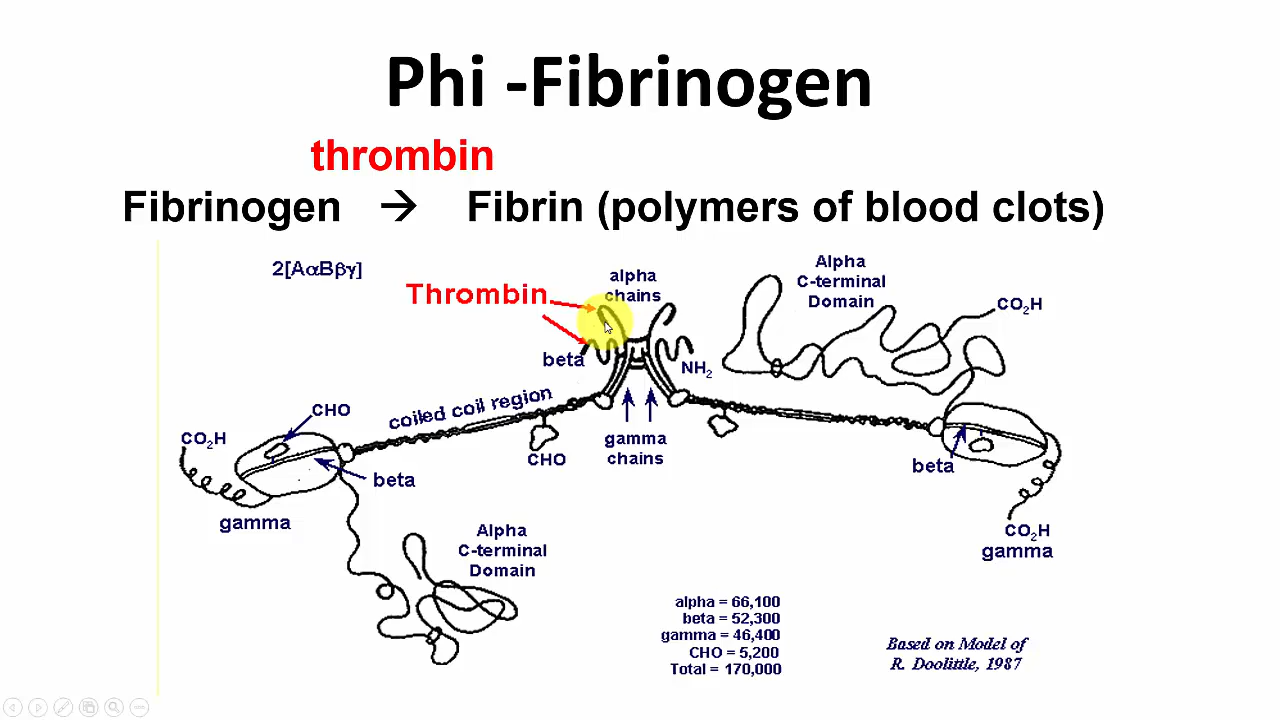 Phi -Fibrinogen
thrombin
Fibrinogen → Fibrin (polymers of blood clots)
2[AαBβγ]
Thrombin
alpha
chains
Alpha
C-terminal
Domain
CO2H
beta
NH2
coiled coil region
CHO
CO2H
beta
gamma
CHO
gamma
chains
beta
CO2H
gamma
Alpha
C-terminal
Domain
alpha = 66,100
beta = 52,300
gamma = 46,400
CHO = 5,200
Total = 170,000
Based on Model of
R. Doolittle, 1987